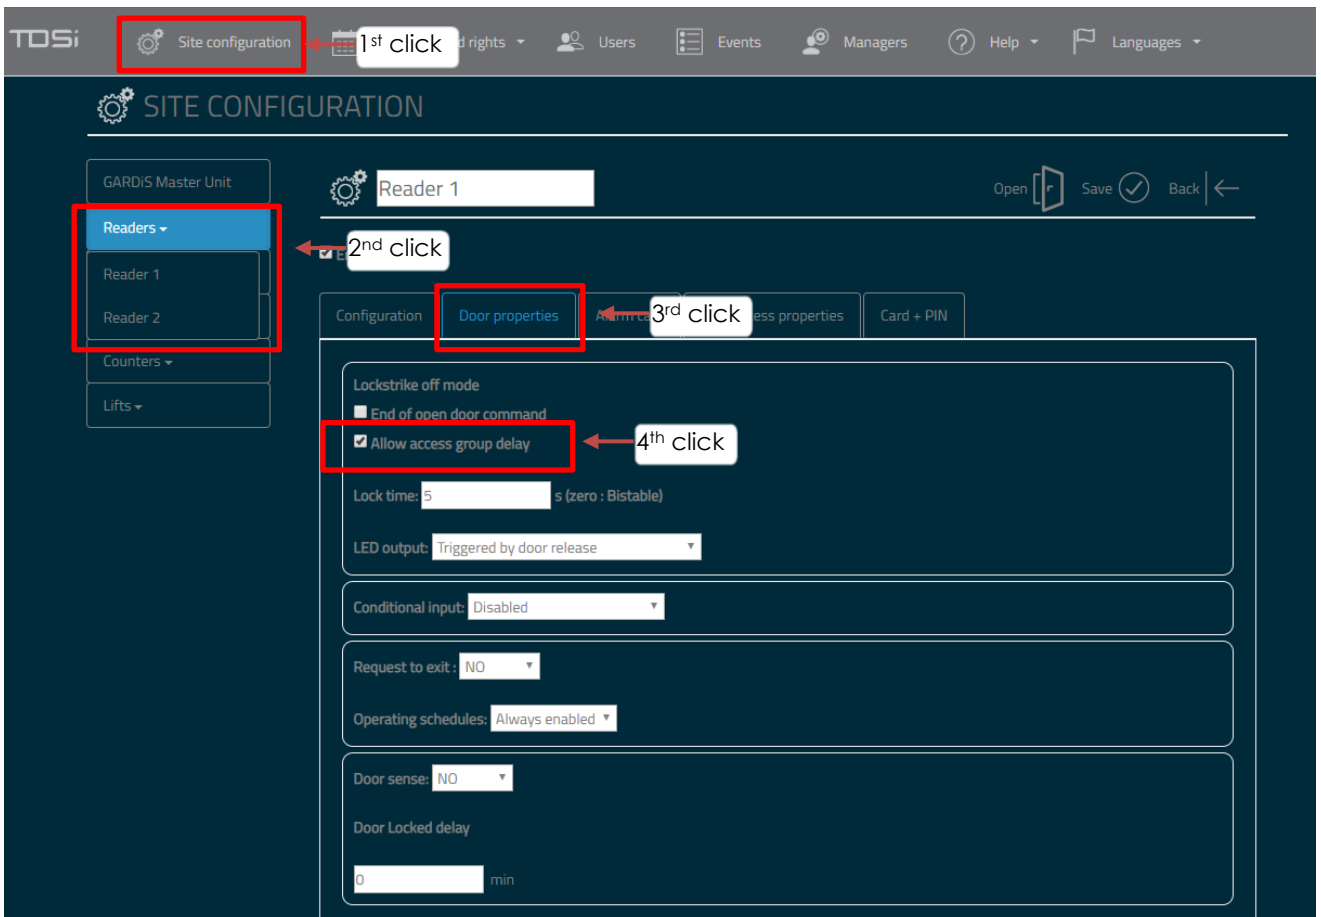 TDSi Site configuration 1st click rights Users Events Managers Help Languages
SITE CONFIGURATION
GARDiS Master Unit
Readers
Reader 1
Reader 2
Counters
Lifts
Reader 1 Open Save Back
2nd click
Configuration Door properties Alarm 3rd click properties Card + PIN
Lockstrike off mode
End of open door command
Allow access group delay 4th click
Lock time: 5 s (zero : Bistable)
LED output: Triggered by door release
Conditional input: Disabled
Request to exit : NO
Operating schedules: Always enabled
Door sense: NO
Door Locked delay
0 min